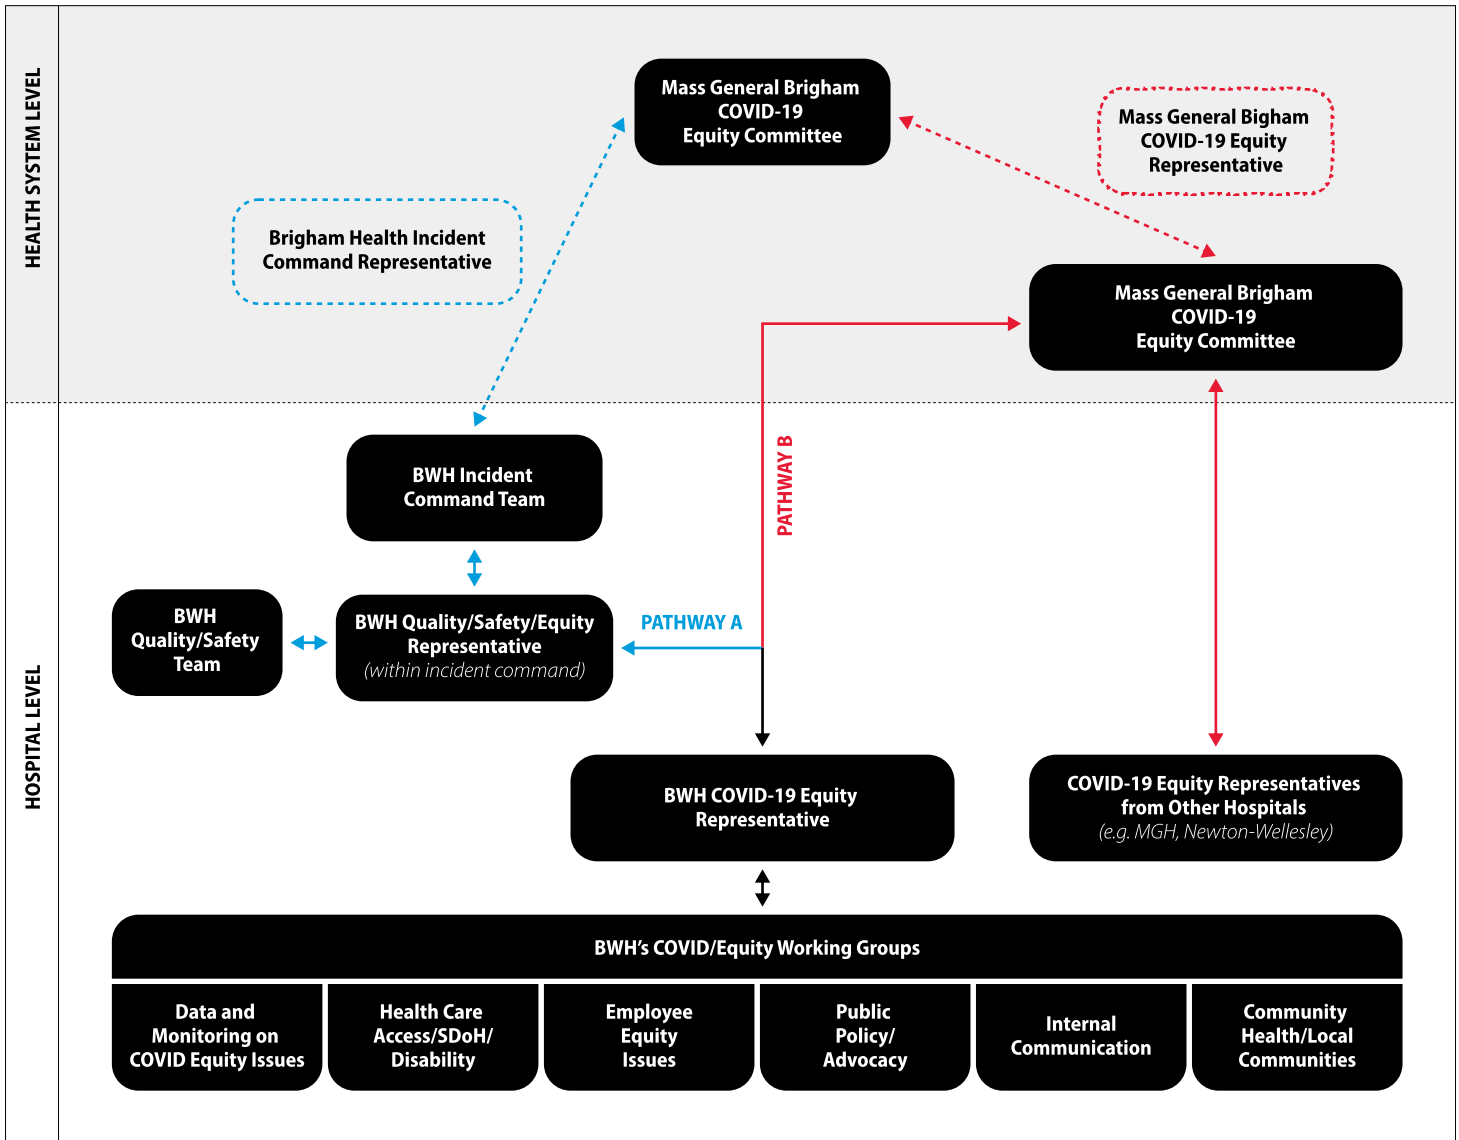 HEALTH SYSTEM LEVEL
Mass General Brigham
COVID-19
Equity Committee
Mass General Bigham
COVID-19 Equity
Representative
Brigham Health Incident
Command Representative
Mass General Brigham
COVID-19
Equity Committee
HOSPITAL LEVEL
PATHWAY B
BWH Incident
Command Team
BWH
Quality/Safety
Team
BWH Quality/Safety/Equity
Representative
(within incident command)
PATHWAY A
BWH COVID-19 Equity
Representative
COVID-19 Equity Representatives
from Other Hospitals
(e.g. MGH, Newton-Wellesley)
BWH's COVID/Equity Working Groups
Data and
Monitoring on
COVID Equity Issues
Health Care
Access/SDoH/
Disability
Employee
Equity
Issues
Public
Policy/
Advocacy
Internal
Communication
Community
Health/Local
Communities